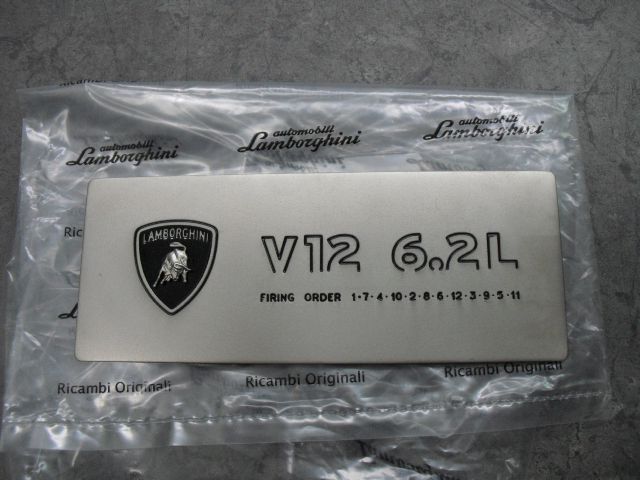 Ricambi Originali
automobili
Lamborghini
automobili
Lamborghini
automobili
Lamborghini
Ric
LAMBORGHINI
V12 6.2L
FIRING ORDER 1·7·4·10·2·8·6·12·3·9·5·11
Ricambi Originali
Ricambi Originali